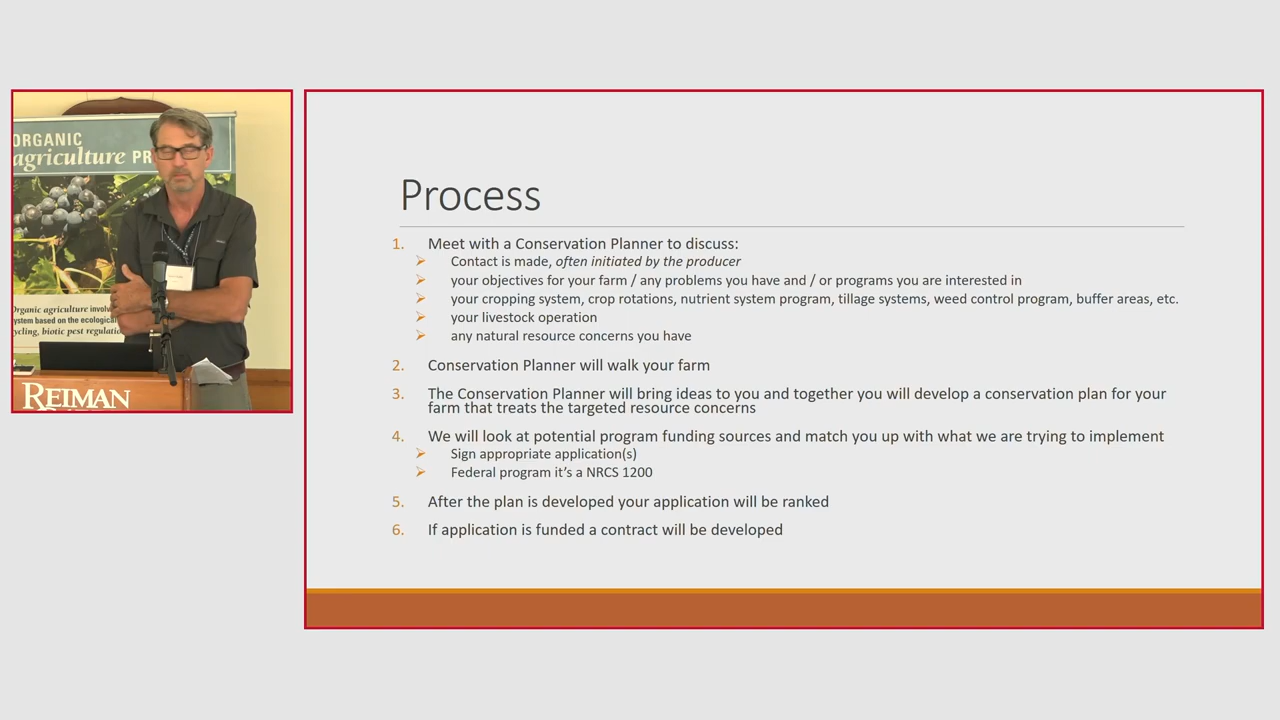 ORGANIC
agriculture PR
Organic agriculture involv
ystem based on the ecological
ycling, biotic pest regulatio
REIMAN
Process
1. Meet with a Conservation Planner to discuss:
Contact is made, often initiated by the producer
your objectives for your farm / any problems you have and / or programs you are interested in
your cropping system, crop rotations, nutrient system program, tillage systems, weed control program, buffer areas, etc.
your livestock operation
any natural resource concerns you have
2. Conservation Planner will walk your farm
3. The Conservation Planner will bring ideas to you and together you will develop a conservation plan for your
farm that treats the targeted resource concerns
4. We will look at potential program funding sources and match you up with what we are trying to implement
Sign appropriate application(s)
Federal program it's a NRCS 1200
5. After the plan is developed your application will be ranked
6. If application is funded a contract will be developed